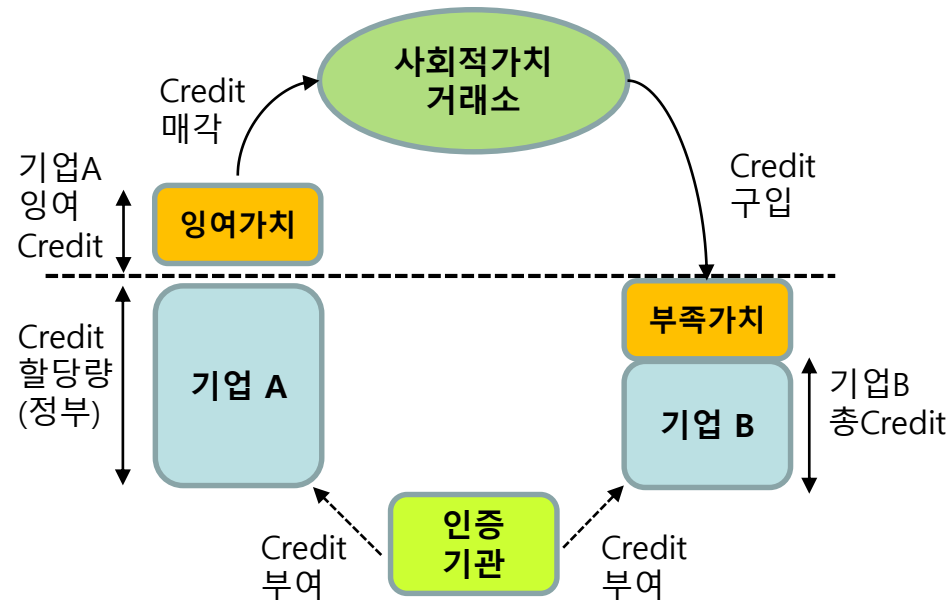 사회적가치
거래소
Credit
매각
Credit
구입
기업A
잉여
Credit
잉여가치
부족가치
Credit
할당량
(정부)
기업 A
기업 B
기업B
총Credit
인증
기관
Credit
부여
Credit
부여